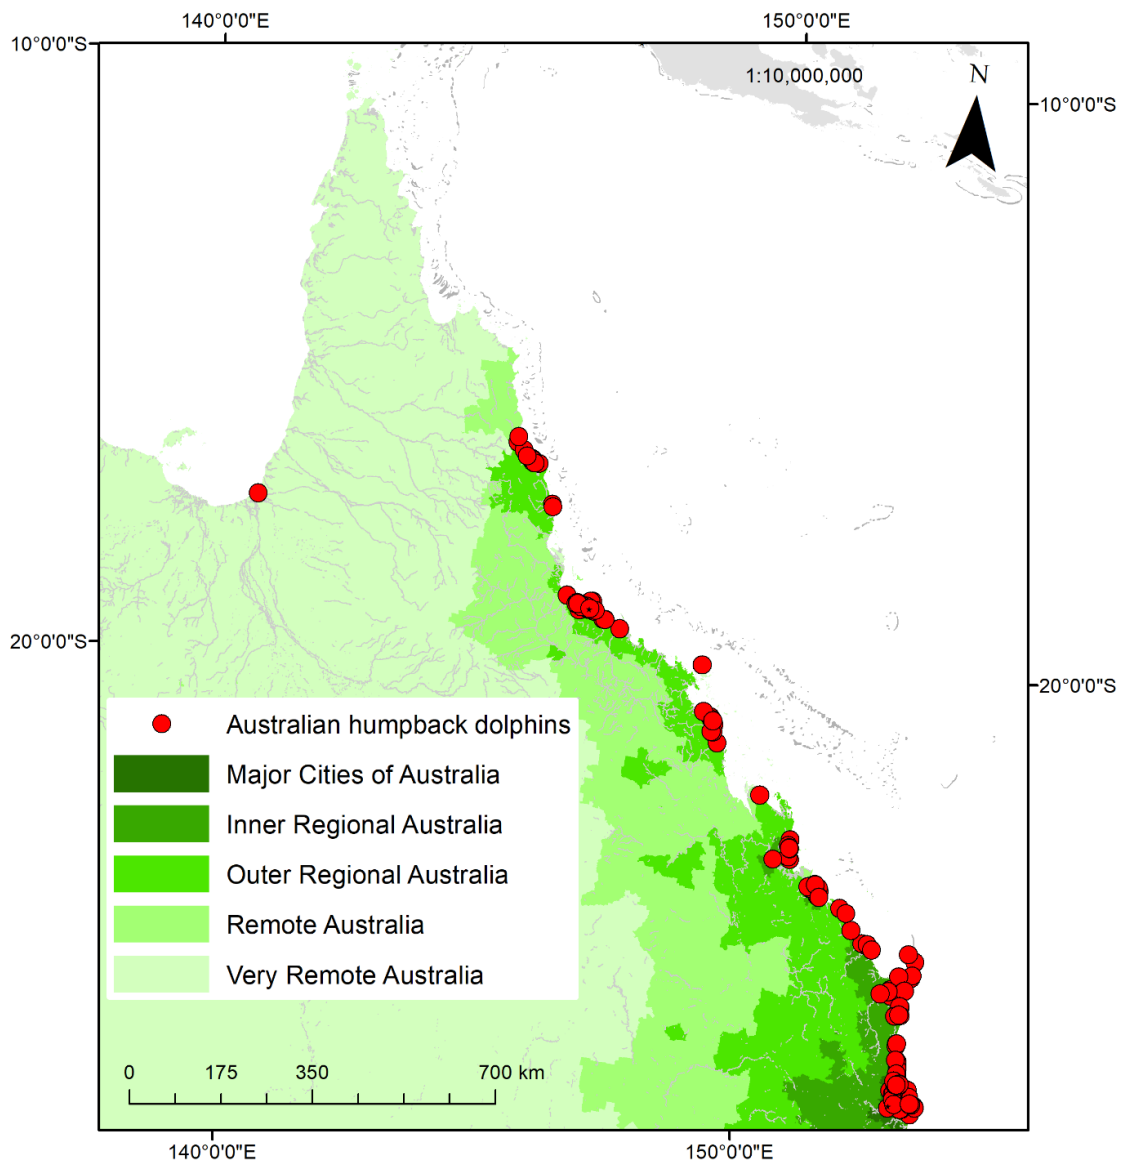 140°0'0"E
150°0'0"E
10°0'0"S
1:10,000,000
N
10°0'0"S
20°0'0"S
20°0'0"S
Australian humpback dolphins
Major Cities of Australia
Inner Regional Australia
Outer Regional Australia
Remote Australia
Very Remote Australia
0 175 350 700 km
140°0'0"E
150°0'0"E